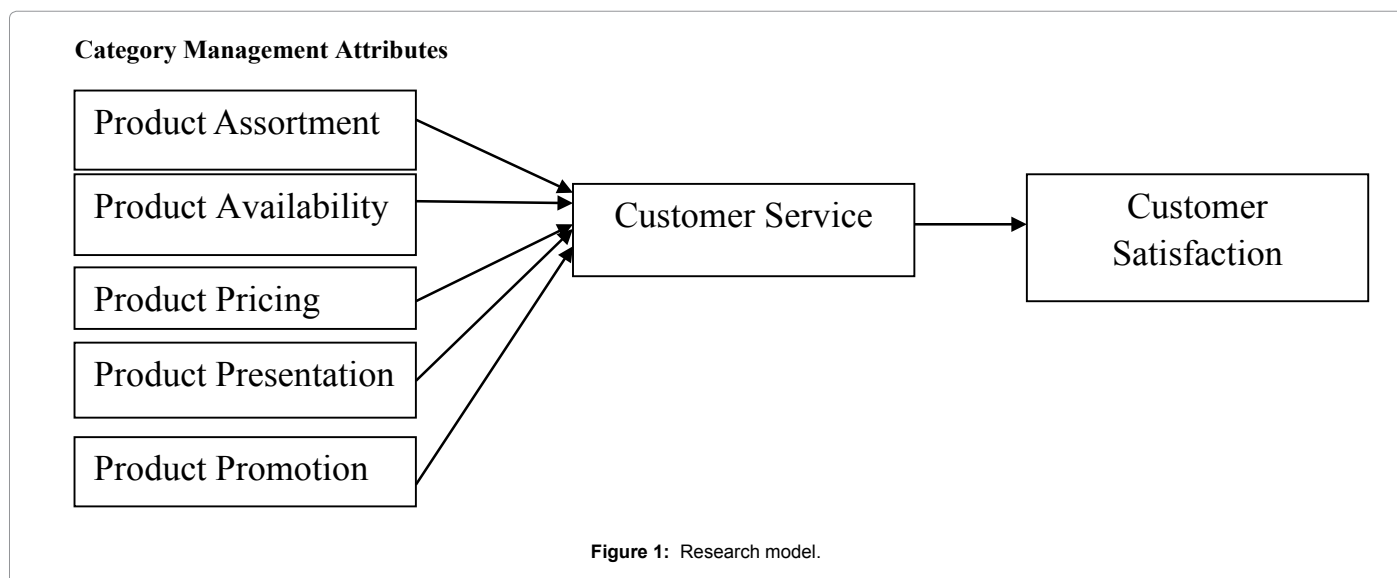 Category Management Attributes
Product Assortment
Product Availability
Product Pricing
Product Presentation
Product Promotion
Customer Service
Customer
Satisfaction
Figure 1: Research model.